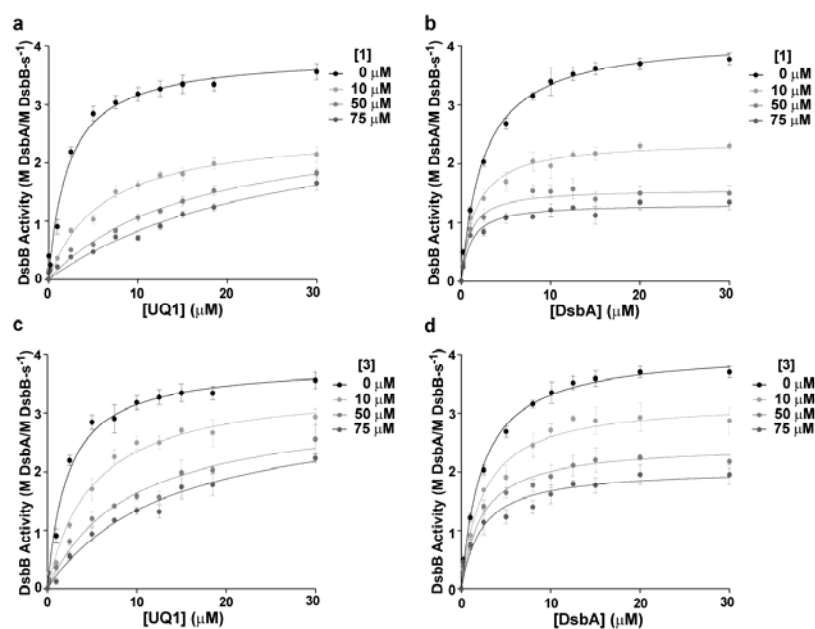 a
[1]
0 µM
10 µM
50 µM
75 µM
DsbB Activity (M DsbA/M DsbB-s⁻¹)
4
3
2
1
0
0
10
20
30
[UQ1] (µM)
b
[1]
0 µM
10 µM
50 µM
75 µM
DsbB Activity (M DsbA/M DsbB-s⁻¹)
4
3
2
1
0
0
10
20
30
[DsbA] (µM)
c
[3]
0 µM
10 µM
50 µM
75 µM
DsbB Activity (M DsbA/M DsbB-s⁻¹)
4
3
2
1
0
0
10
20
30
[UQ1] (µM)
d
[3]
0 µM
10 µM
50 µM
75 µM
DsbB Activity (M DsbA/M DsbB-s⁻¹)
4
3
2
1
0
0
10
20
30
[DsbA] (µM)